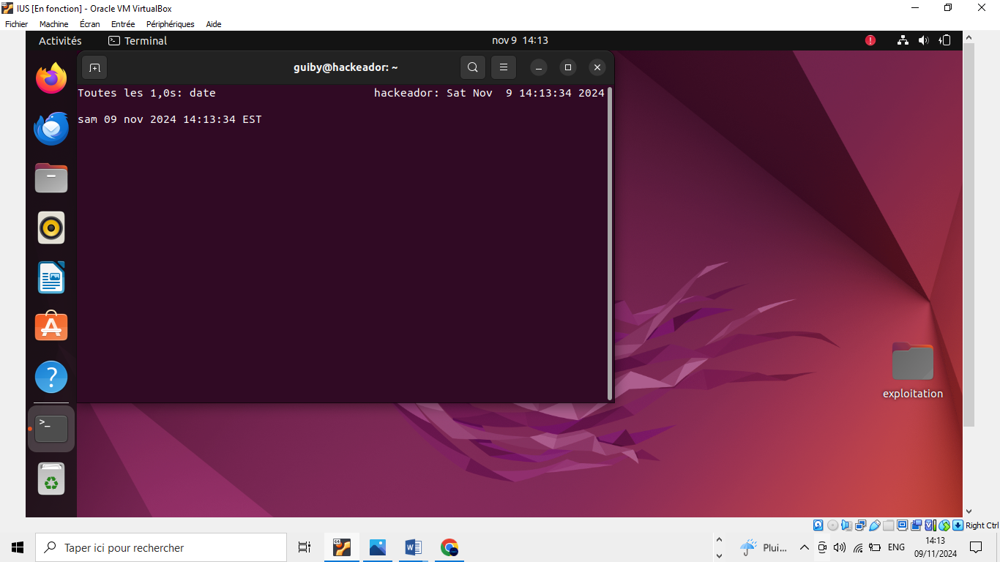 IUS [En fonction] - Oracle VM VirtualBox
Fichier Machine Écran Entrée Périphériques Aide
Activités Terminal nov 9 14:13
guiby@hackeador: ~
Toutes les 1,0s: date hackeador: Sat Nov 9 14:13:34 2024
sam 09 nov 2024 14:13:34 EST
exploitation
Right Ctrl
Taper ici pour rechercher
Plui... ENG
14:13
09/11/2024